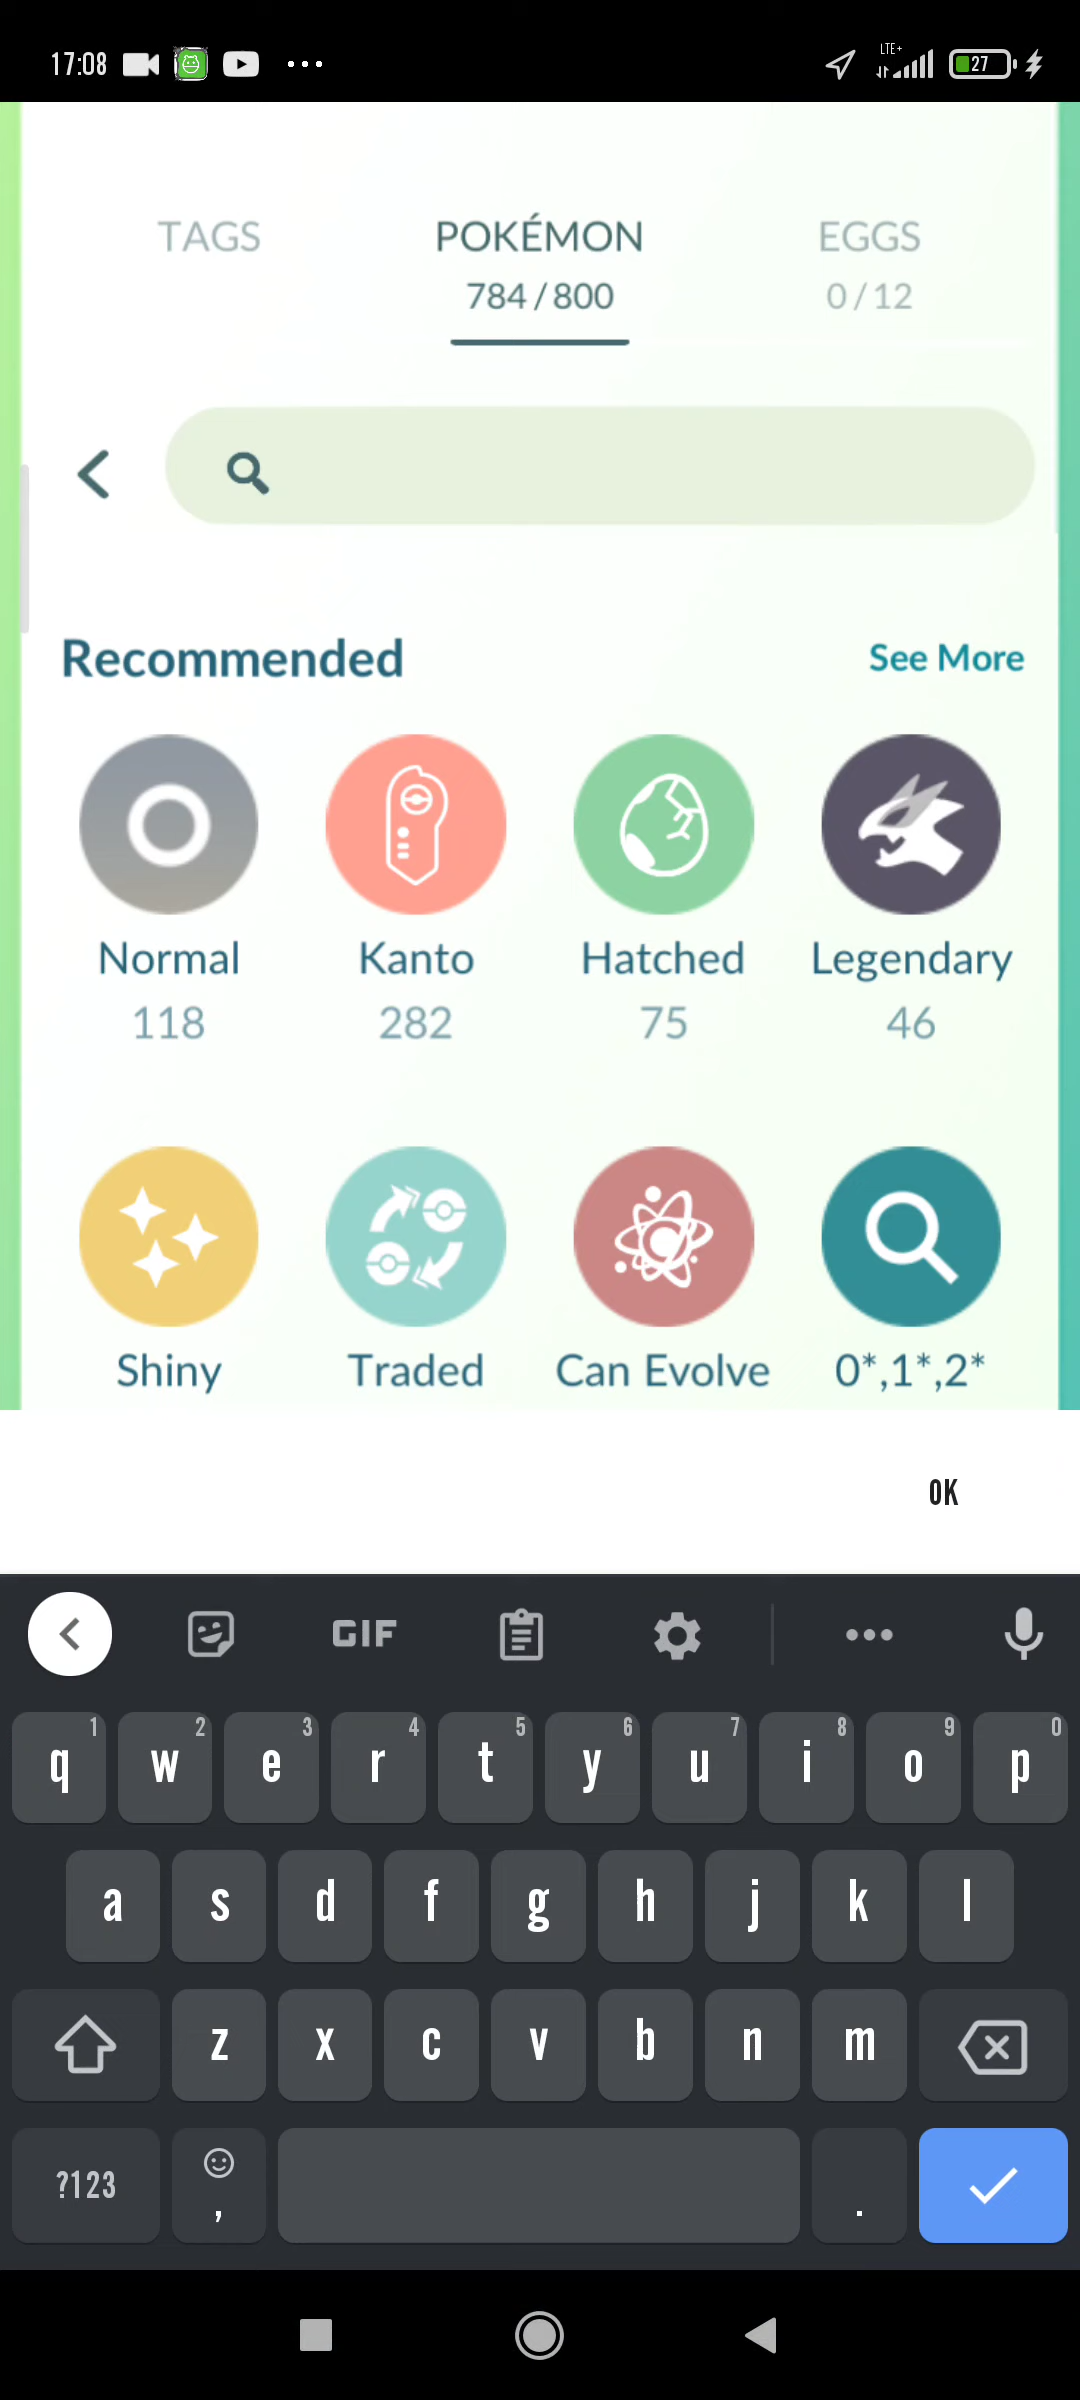 17:08 LTE+ 27
TAGS POKÉMON EGGS
784/800 0/12
Recommended See More
Normal Kanto Hatched Legendary
118 282 75 46
Shiny Traded Can Evolve 0*,1*,2*
OK
GIF
1 2 3 4 5 6 7 8 9 0
q w e r t y u i o p
a s d f g h j k l
z x c v b n m
?123 , .